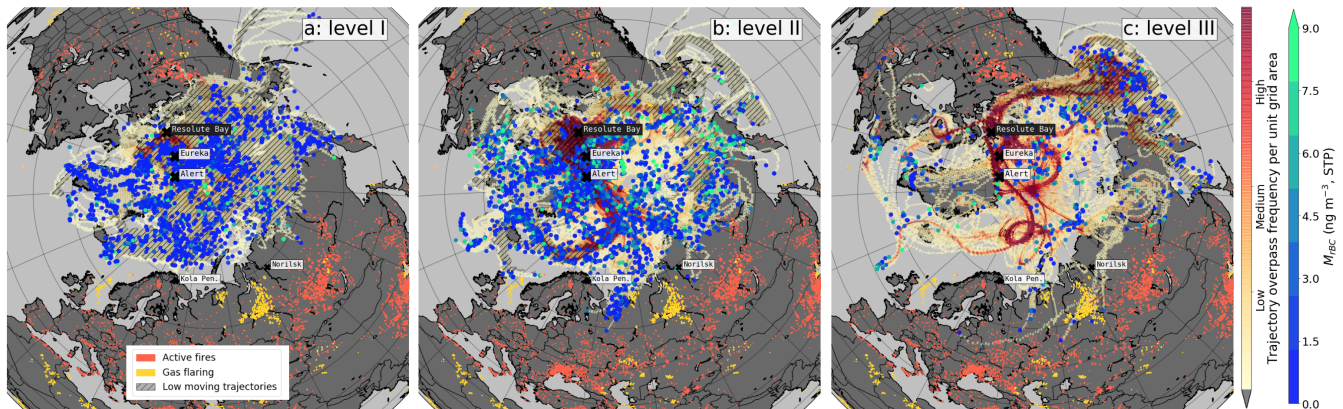 a: level I
Resolute Bay
Eureka
Alert
Norilsk
Kola Pen.
Active fires
Gas flaring
Low moving trajectories
b: level II
Resolute Bay
Eureka
Alert
Norilsk
Kola Pen.
c: level III
Resolute Bay
Eureka
Alert
Norilsk
Kola Pen.
Low Medium High
Trajectory overpass frequency per unit grid area
9.0
7.5
6.0
4.5
3.0
1.5
0.0
M_rBC (ng m⁻³, STP)